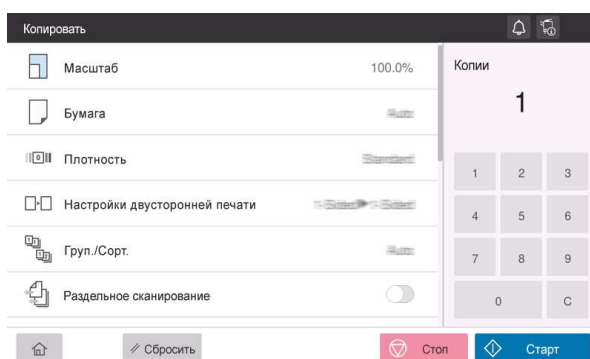 Копировать
Масштаб 100.0%
Копии
1
Бумага
0
Плотность
1 2 3
Настройки двусторонней печати
4 5 6
Груп./Сорт.
7 8 9
Раздельное сканирование
0 C
Сбросить
Стоп
Старт